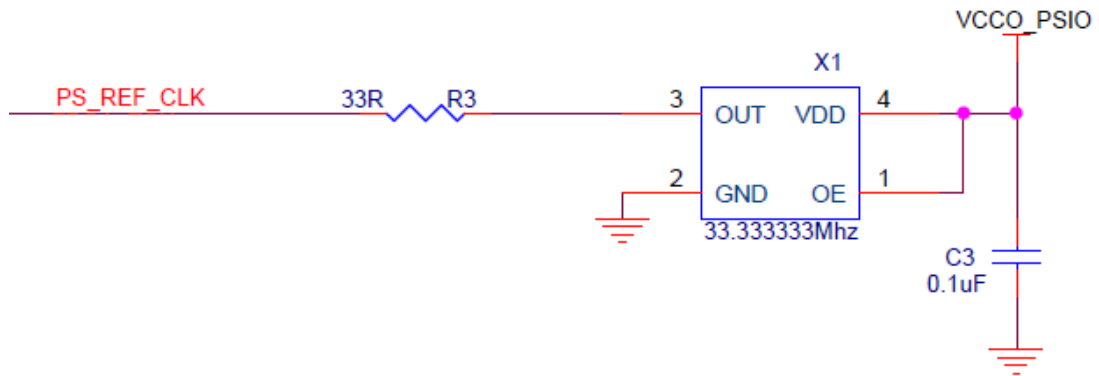 VCCO_PSIO
X1
PS_REF_CLK
33R
R3
3
OUT
VDD
4
2
GND
OE
1
33.333333Mhz
C3
0.1uF